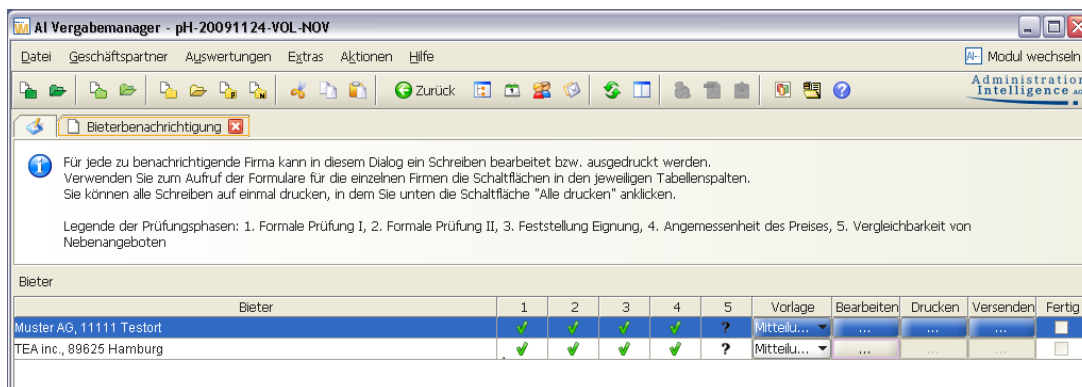 AI Vergabemanager - pH-20091124-VOL-NOV
Datei Geschäftspartner Auswertungen Extras Aktionen Hilfe
AI- Modul wechseln
Zurück
Administration
Intelligence AG
Bieterbenachrichtigung
Für jede zu benachrichtigende Firma kann in diesem Dialog ein Schreiben bearbeitet bzw. ausgedruckt werden.
Verwenden Sie zum Aufruf der Formulare für die einzelnen Firmen die Schaltflächen in den jeweiligen Tabellenspalten.
Sie können alle Schreiben auf einmal drucken, in dem Sie unten die Schaltfläche "Alle drucken" anklicken.
Legende der Prüfungsphasen: 1. Formale Prüfung I, 2. Formale Prüfung II, 3. Feststellung Eignung, 4. Angemessenheit des Preises, 5. Vergleichbarkeit von
Nebenangeboten
Bieter
Bieter 1 2 3 4 5 Vorlage Bearbeiten Drucken Versenden Fertig
Muster AG, 11111 Testort ? Mitteilu... ... ... ...
TEA inc., 89625 Hamburg ? Mitteilu... ... ... ...